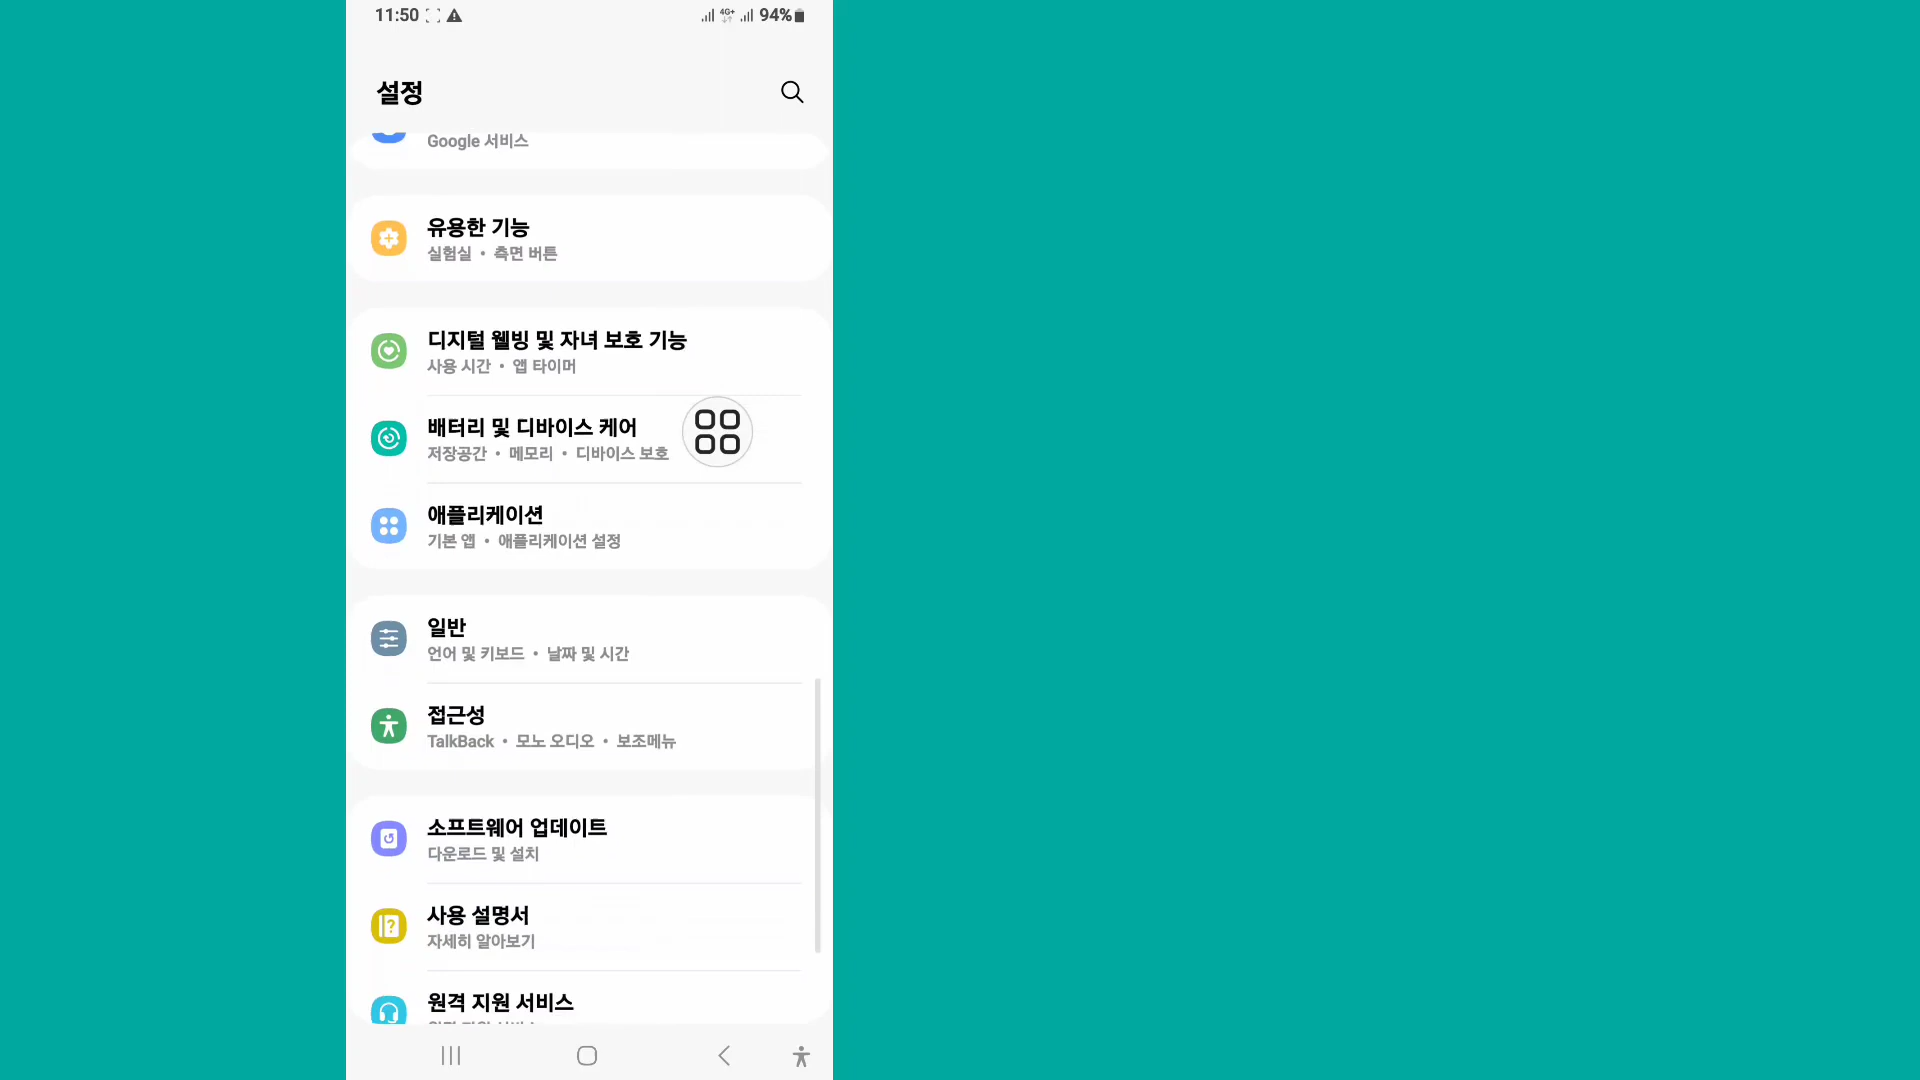 11:50 4G+ 94%
설정
Google 서비스
유용한 기능
실험실 • 측면 버튼
디지털 웰빙 및 자녀 보호 기능
사용 시간 • 앱 타이머
배터리 및 디바이스 케어
저장공간 • 메모리 • 디바이스 보호
애플리케이션
기본 앱 • 애플리케이션 설정
일반
언어 및 키보드 • 날짜 및 시간
접근성
TalkBack • 모노 오디오 • 보조메뉴
소프트웨어 업데이트
다운로드 및 설치
사용 설명서
자세히 알아보기
원격 지원 서비스